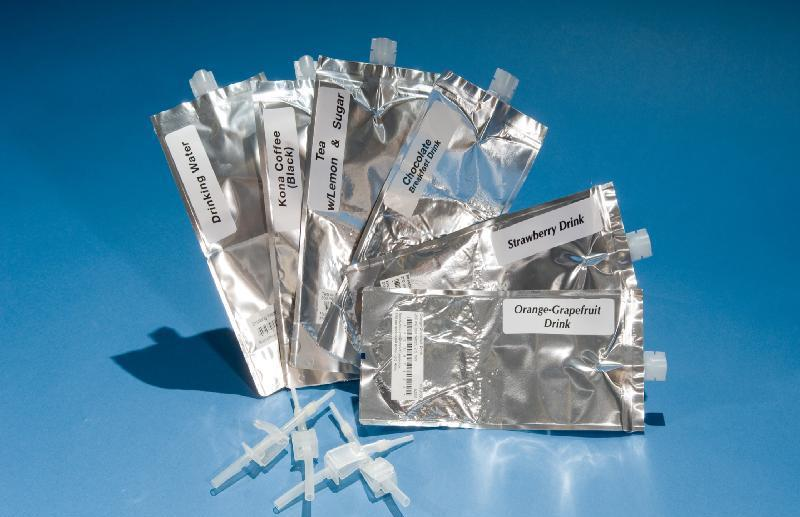 Drinking Water
Kona Coffee
(Black)
Tea
w/Lemon & Sugar
Chocolate
Breakfast Drink
Strawberry Drink
Orange-Grapefruit
Drink